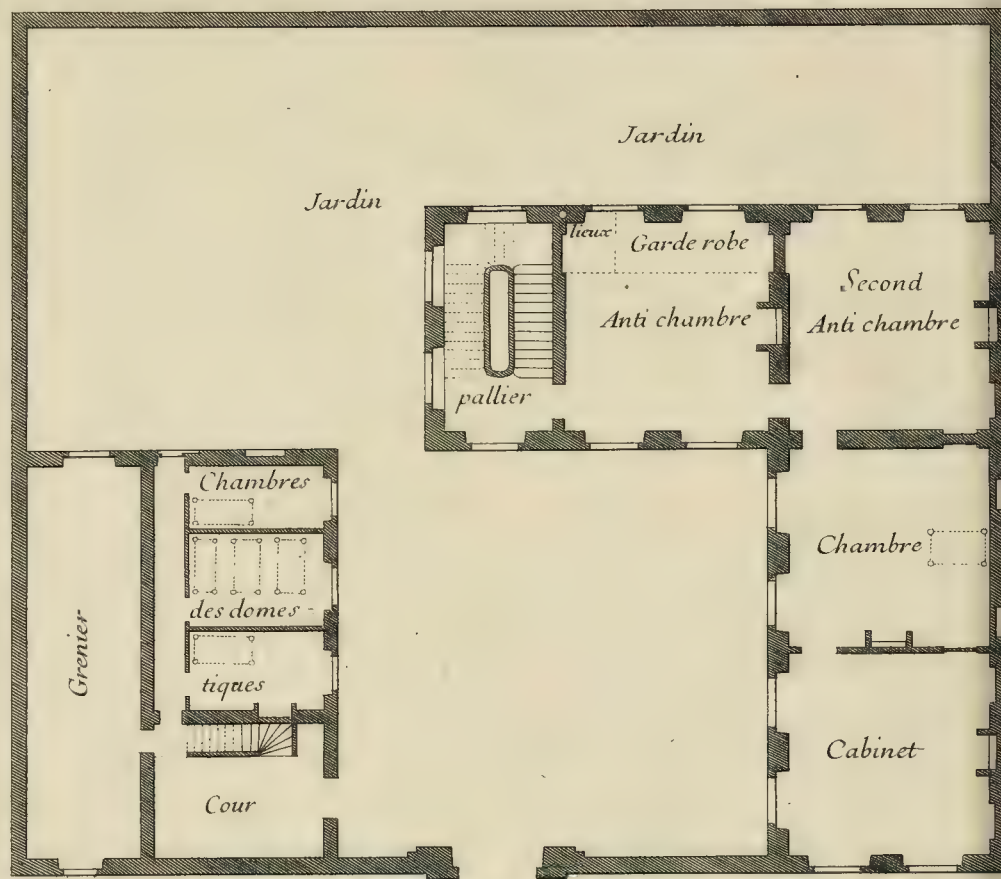 Jardin
Jardin
lieux
Garde robe
Second
Anti chambre
Anti chambre
pallier
Chambres
des domes-
tiques
Chambre
Grenier
Cabinet
Cour